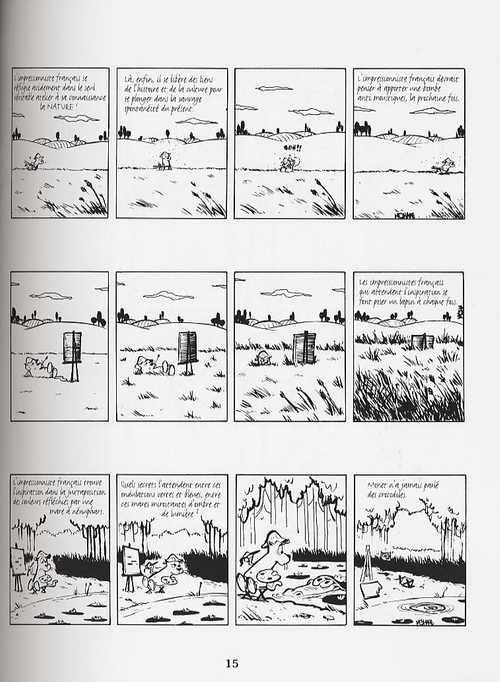 L'impressionniste français se
réfugie avidement dans le seul
véritable atelier à sa connaissance :
la NATURE !
Là, enfin, il se libère des liens
de l'histoire et de la culture pour
se plonger dans la sauvage
spontanéité du présent.
L'impressionniste français devrait
penser à apporter une bombe
anti moustiques, la prochaine fois.
Les impressionnistes français
qui attendent l'inspiration se
font poser un lapin à chaque fois.
L'impressionniste français trouve
l'inspiration dans la juxtaposition
des couleurs réfléchies par une
mare à nénuphars.
Quels secrets l'attendent entre ces
ondulations vertes et bleues, entre
ces mares miroitantes d'ombre et
de lumière ?
Monet n'a jamais parlé
des crocodiles.
15